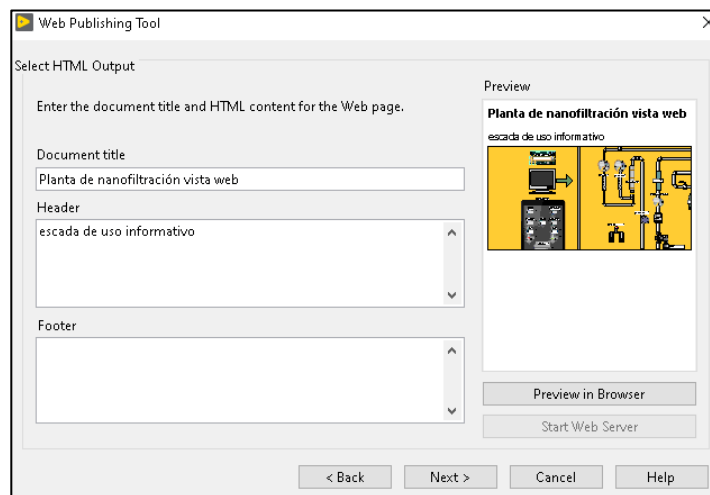 Web Publishing Tool
Select HTML Output
Enter the document title and HTML content for the Web page.
Document title
Planta de nanofiltración vista web
Header
escada de uso informativo
Footer
Preview
Planta de nanofiltración vista web
escada de uso informativo
Preview in Browser
Start Web Server
< Back
Next >
Cancel
Help